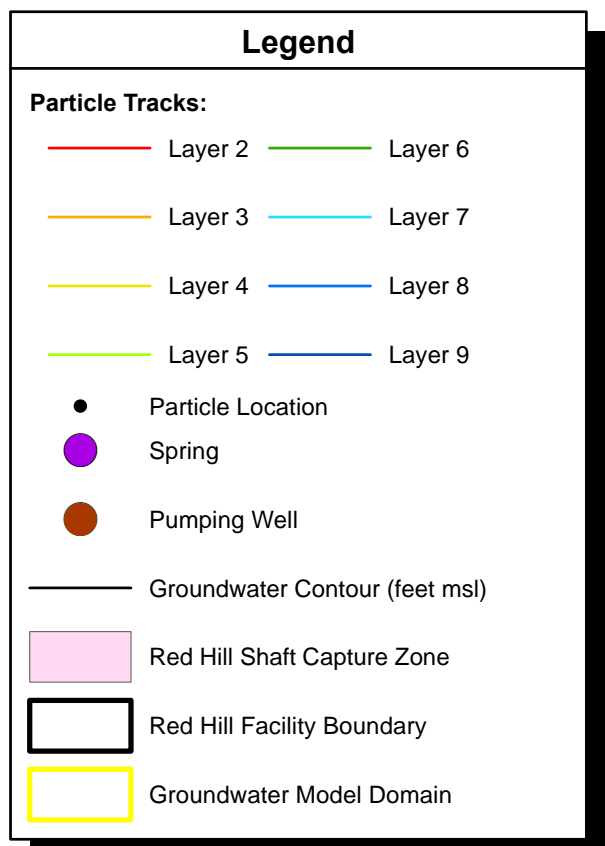 Legend
Particle Tracks:
Layer 2 Layer 6
Layer 3 Layer 7
Layer 4 Layer 8
Layer 5 Layer 9
Particle Location
Spring
Pumping Well
Groundwater Contour (feet msl)
Red Hill Shaft Capture Zone
Red Hill Facility Boundary
Groundwater Model Domain